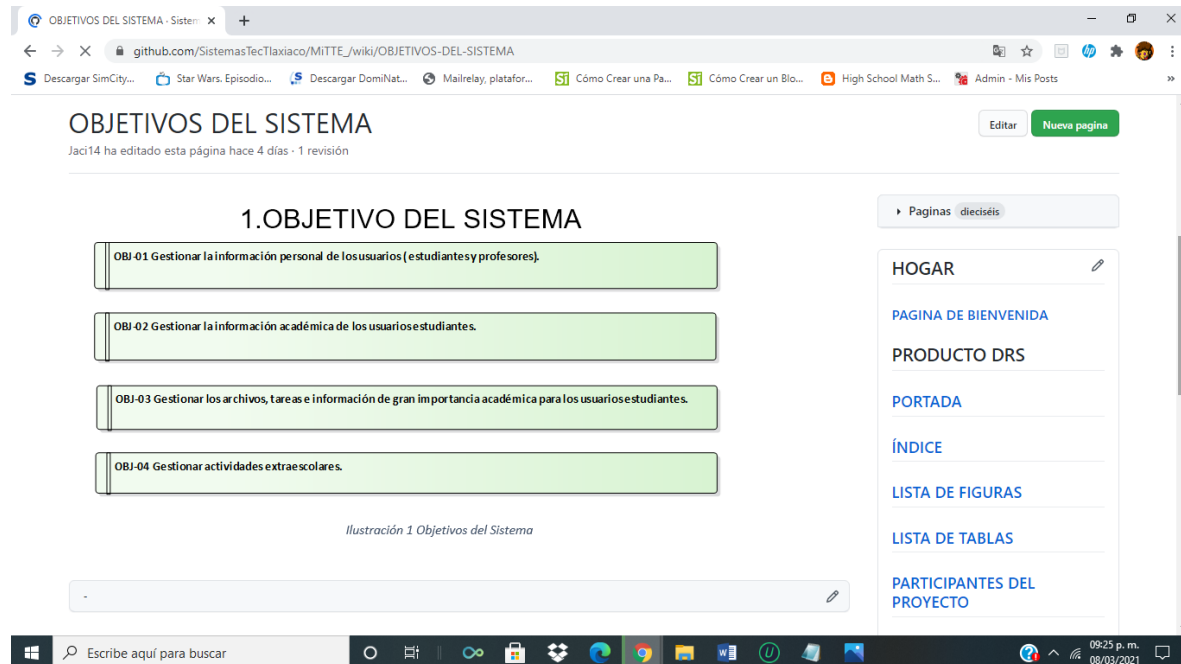 OBJETIVOS DEL SISTEMA · Sistem
github.com/SistemasTecTlaxiaco/MiTTE_/wiki/OBJETIVOS-DEL-SISTEMA
Descargar SimCity... Star Wars. Episodio... Descargar DomiNat... Mailrelay, platafor... Cómo Crear una Pa... Cómo Crear un Blo... High School Math S... Admin - Mis Posts »
OBJETIVOS DEL SISTEMA
Editar
Nueva pagina
Jaci14 ha editado esta página hace 4 días · 1 revisión
1.OBJETIVO DEL SISTEMA
OBJ-01 Gestionar la información personal de los usuarios ( estudiantes y profesores).
OBJ-02 Gestionar la información académica de los usuarios estudiantes.
OBJ-03 Gestionar los archivos, tareas e información de gran importancia académica para los usuarios estudiantes.
OBJ-04 Gestionar actividades extraescolares.
Ilustración 1 Objetivos del Sistema
-
Paginas dieciséis
HOGAR
PAGINA DE BIENVENIDA
PRODUCTO DRS
PORTADA
ÍNDICE
LISTA DE FIGURAS
LISTA DE TABLAS
PARTICIPANTES DEL
PROYECTO
Escribe aquí para buscar
09:25 p. m.
08/03/2021